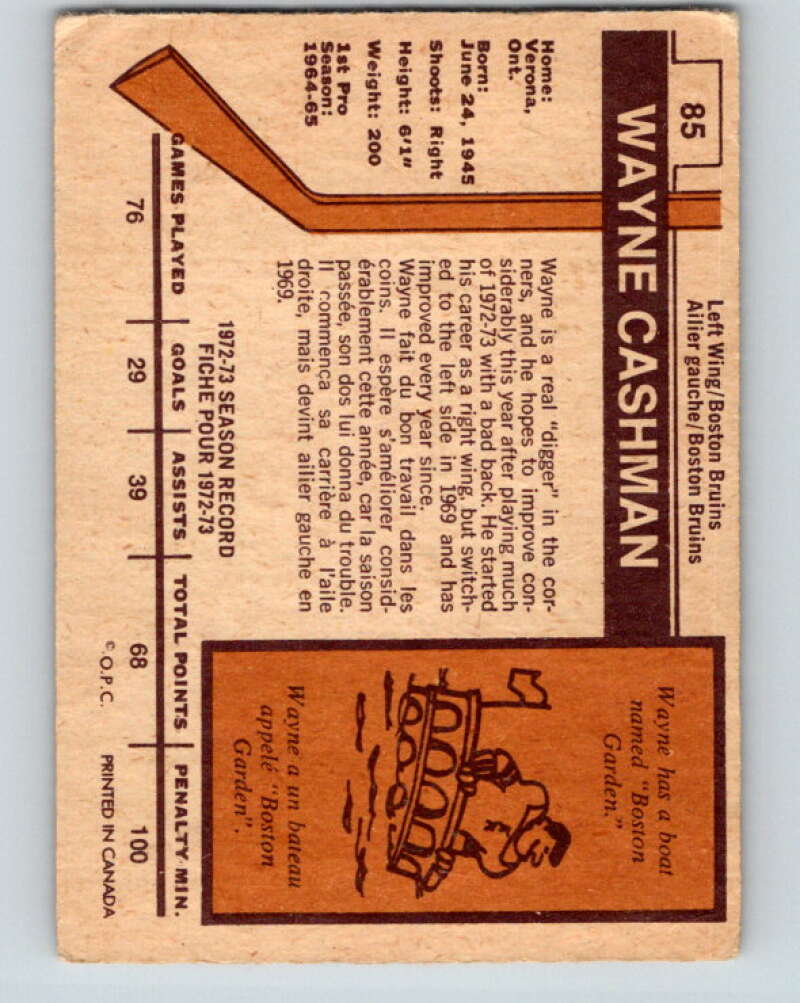 85
Left Wing/Boston Bruins
Ailier gauche/Boston Bruins
WAYNE CASHMAN
Home:
Verona,
Ont.
Born:
June 24, 1945
Shoots: Right
Height: 6'1"
Weight: 200
1st Pro
Season:
1964-65
Wayne is a real "digger" in the cor-
ners, and he hopes to improve con-
siderably this year after playing much
of 1972-73 with a bad back. He started
his career as a right wing, but switch-
ed to the left side in 1969 and has
improved every year since.
Wayne fait du bon travail dans les
coins. Il espère s'améliorer consid-
érablement cette année, car la saison
passée, son dos lui donna du trouble.
Il commença sa carrière à l'aile
droite, mais devint ailier gauche en
1969.
Wayne has a boat
named "Boston
Garden."
Wayne a un bateau
appelé "Boston
Garden".
1972-73 SEASON RECORD
FICHE POUR 1972-73
GAMES PLAYED GOALS ASSISTS TOTAL POINTS PENALTY MIN.
76 29 39 68 100
© O.P.C. PRINTED IN CANADA